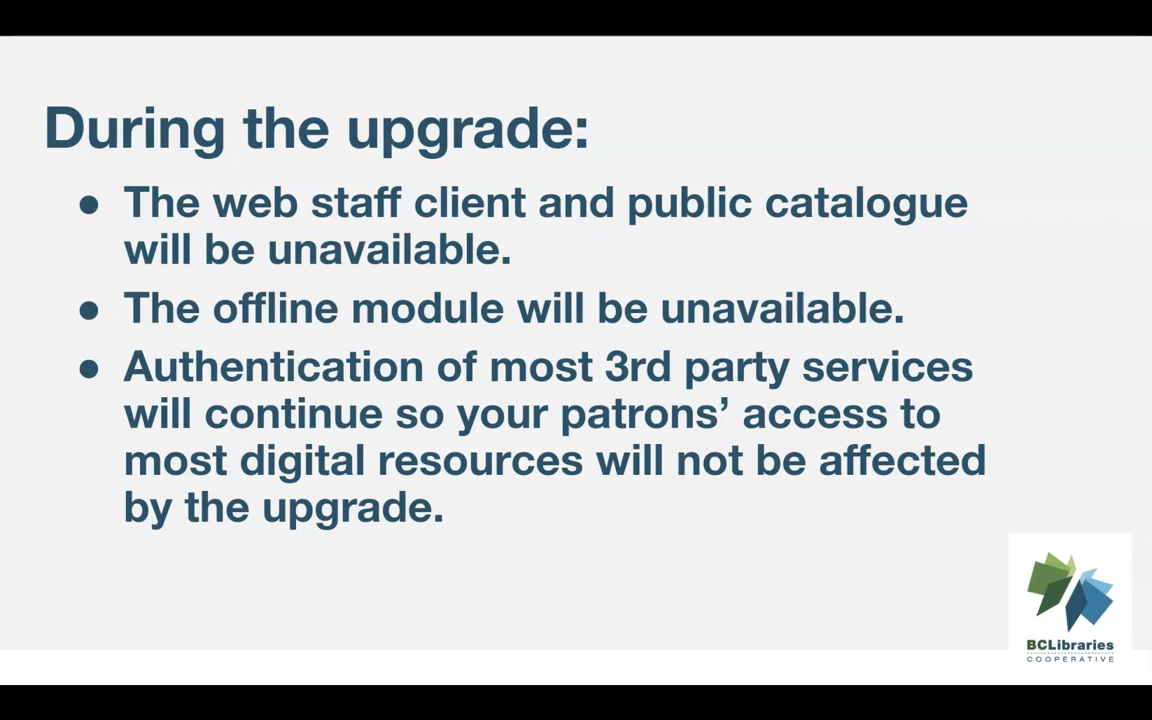 During the upgrade:
● The web staff client and public catalogue
will be unavailable.
● The offline module will be unavailable.
● Authentication of most 3rd party services
will continue so your patrons’ access to
most digital resources will not be affected
by the upgrade.
BCLibraries
COOPERATIVE